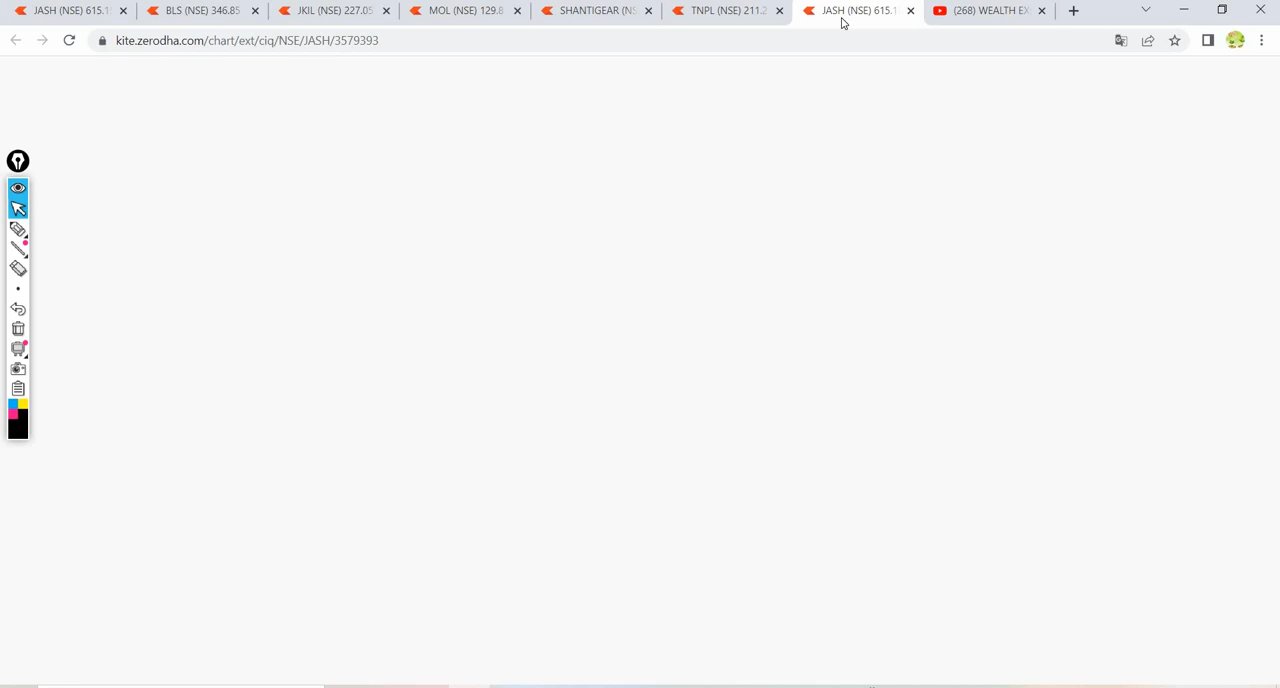 JASH (NSE) 615.1
BLS (NSE) 346.85
JKIL (NSE) 227.05
MOL (NSE) 129.8
SHANTIGEAR (NS
TNPL (NSE) 211.2
JASH (NSE) 615.1
(268) WEALTH EX
kite.zerodha.com/chart/ext/ciq/NSE/JASH/3579393